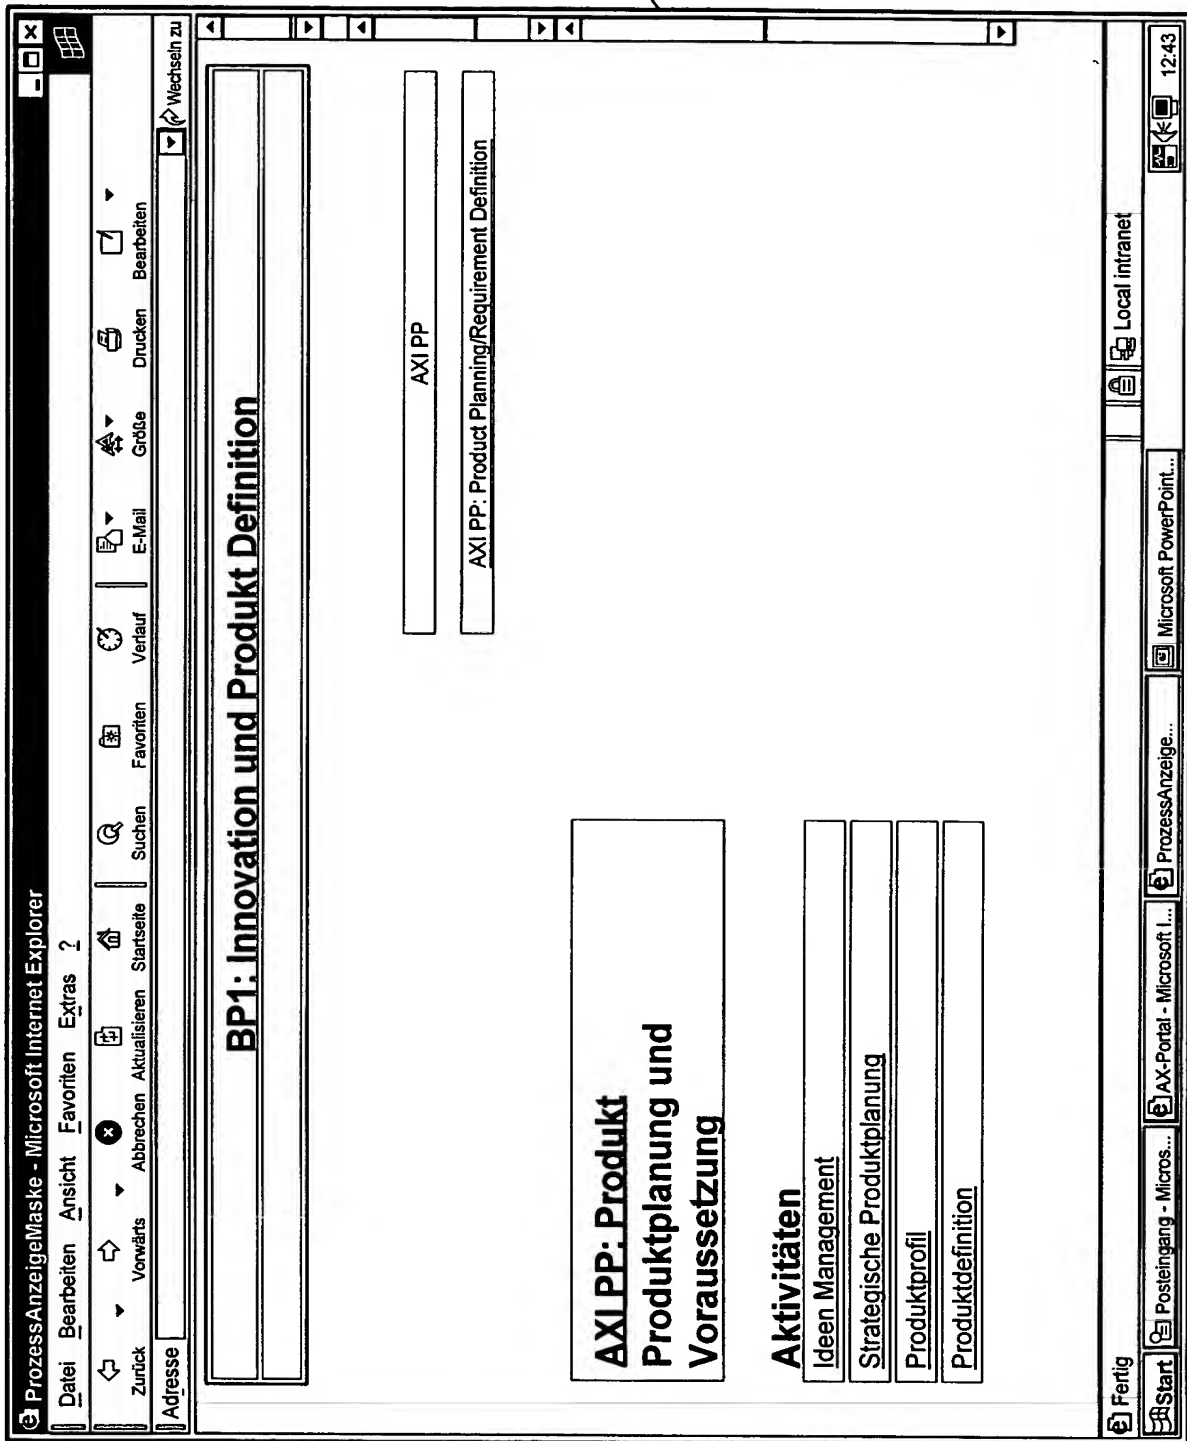 ProzessAnzeigeMaske - Microsoft Internet Explorer
Datei Bearbeiten Ansicht Favoriten Extras ?
Zurück Vorwärts Abbrechen Aktualisieren Startseite Suchen Favoriten Verlauf E-Mail Größe Drucken Bearbeiten
Adresse Wechseln zu
BP1: Innovation und Produkt Definition
AXI PP
AXI PP: Product Planning/Requirement Definition
AXI PP: Produkt
Produktplanung und
Voraussetzung
Aktivitäten
Ideen Management
Strategische Produktplanung
Produktprofil
Produktdefinition
Fertig Local intranet
Start Posteingang - Micros... AX-Portal - Microsoft I... ProzessAnzeige... Microsoft PowerPoint... 12:43